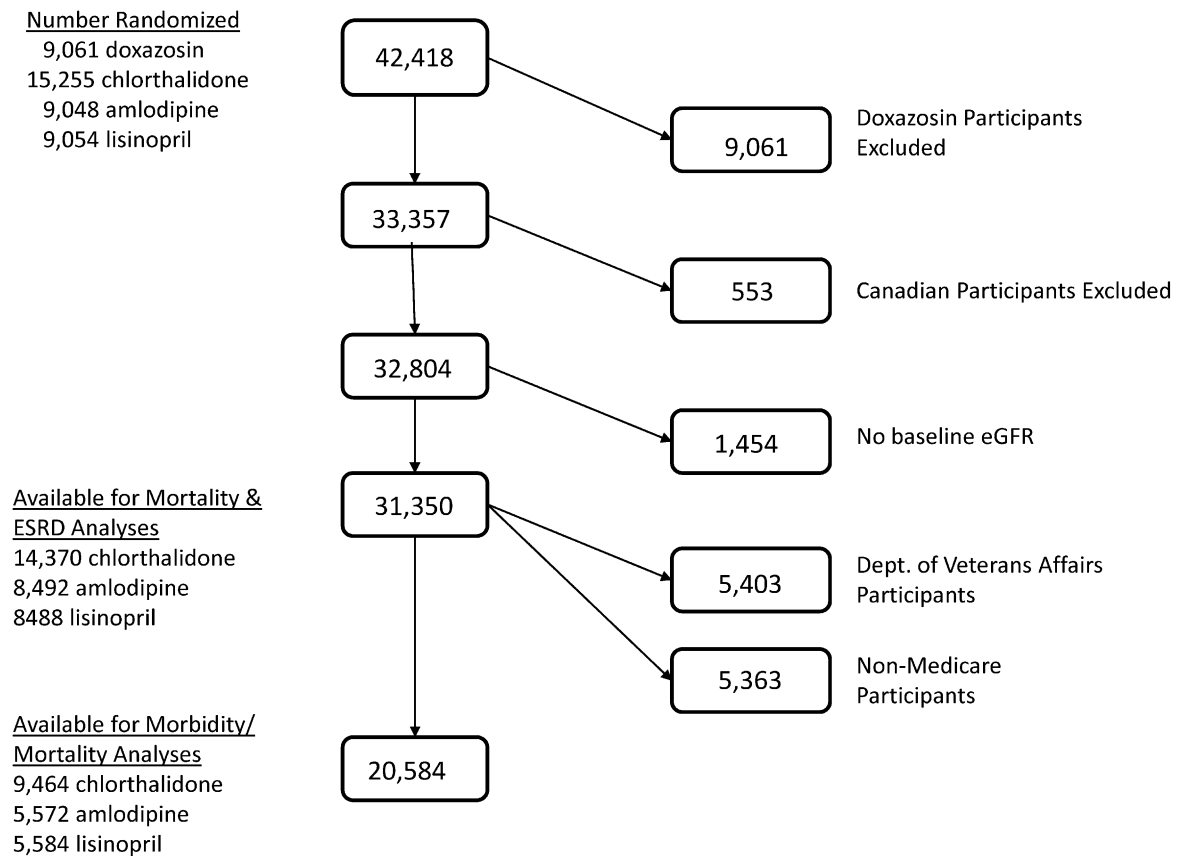 Number Randomized
9,061 doxazosin
15,255 chlorthalidone
9,048 amlodipine
9,054 lisinopril
42,418
9,061
Doxazosin Participants
Excluded
33,357
553
Canadian Participants Excluded
32,804
1,454
No baseline eGFR
Available for Mortality &
ESRD Analyses
14,370 chlorthalidone
8,492 amlodipine
8488 lisinopril
31,350
5,403
Dept. of Veterans Affairs
Participants
5,363
Non-Medicare
Participants
Available for Morbidity/
Mortality Analyses
9,464 chlorthalidone
5,572 amlodipine
5,584 lisinopril
20,584